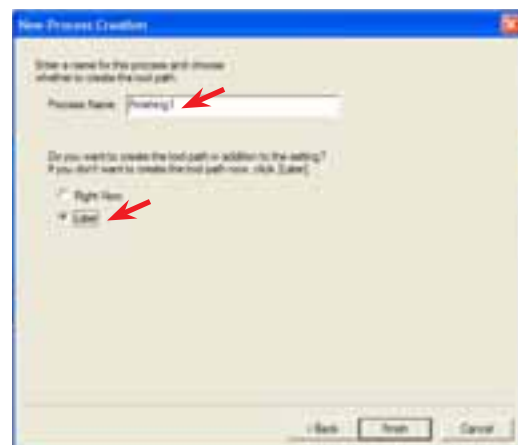 New Process Creation
Enter a name for this process and choose
whether to create the tool path.
Process Name: Finishing1
Do you want to create the tool path in addition to the setting?
If you don't want to create the tool path now, click [Later].
Right Now
Later
< Back
Finish
Cancel